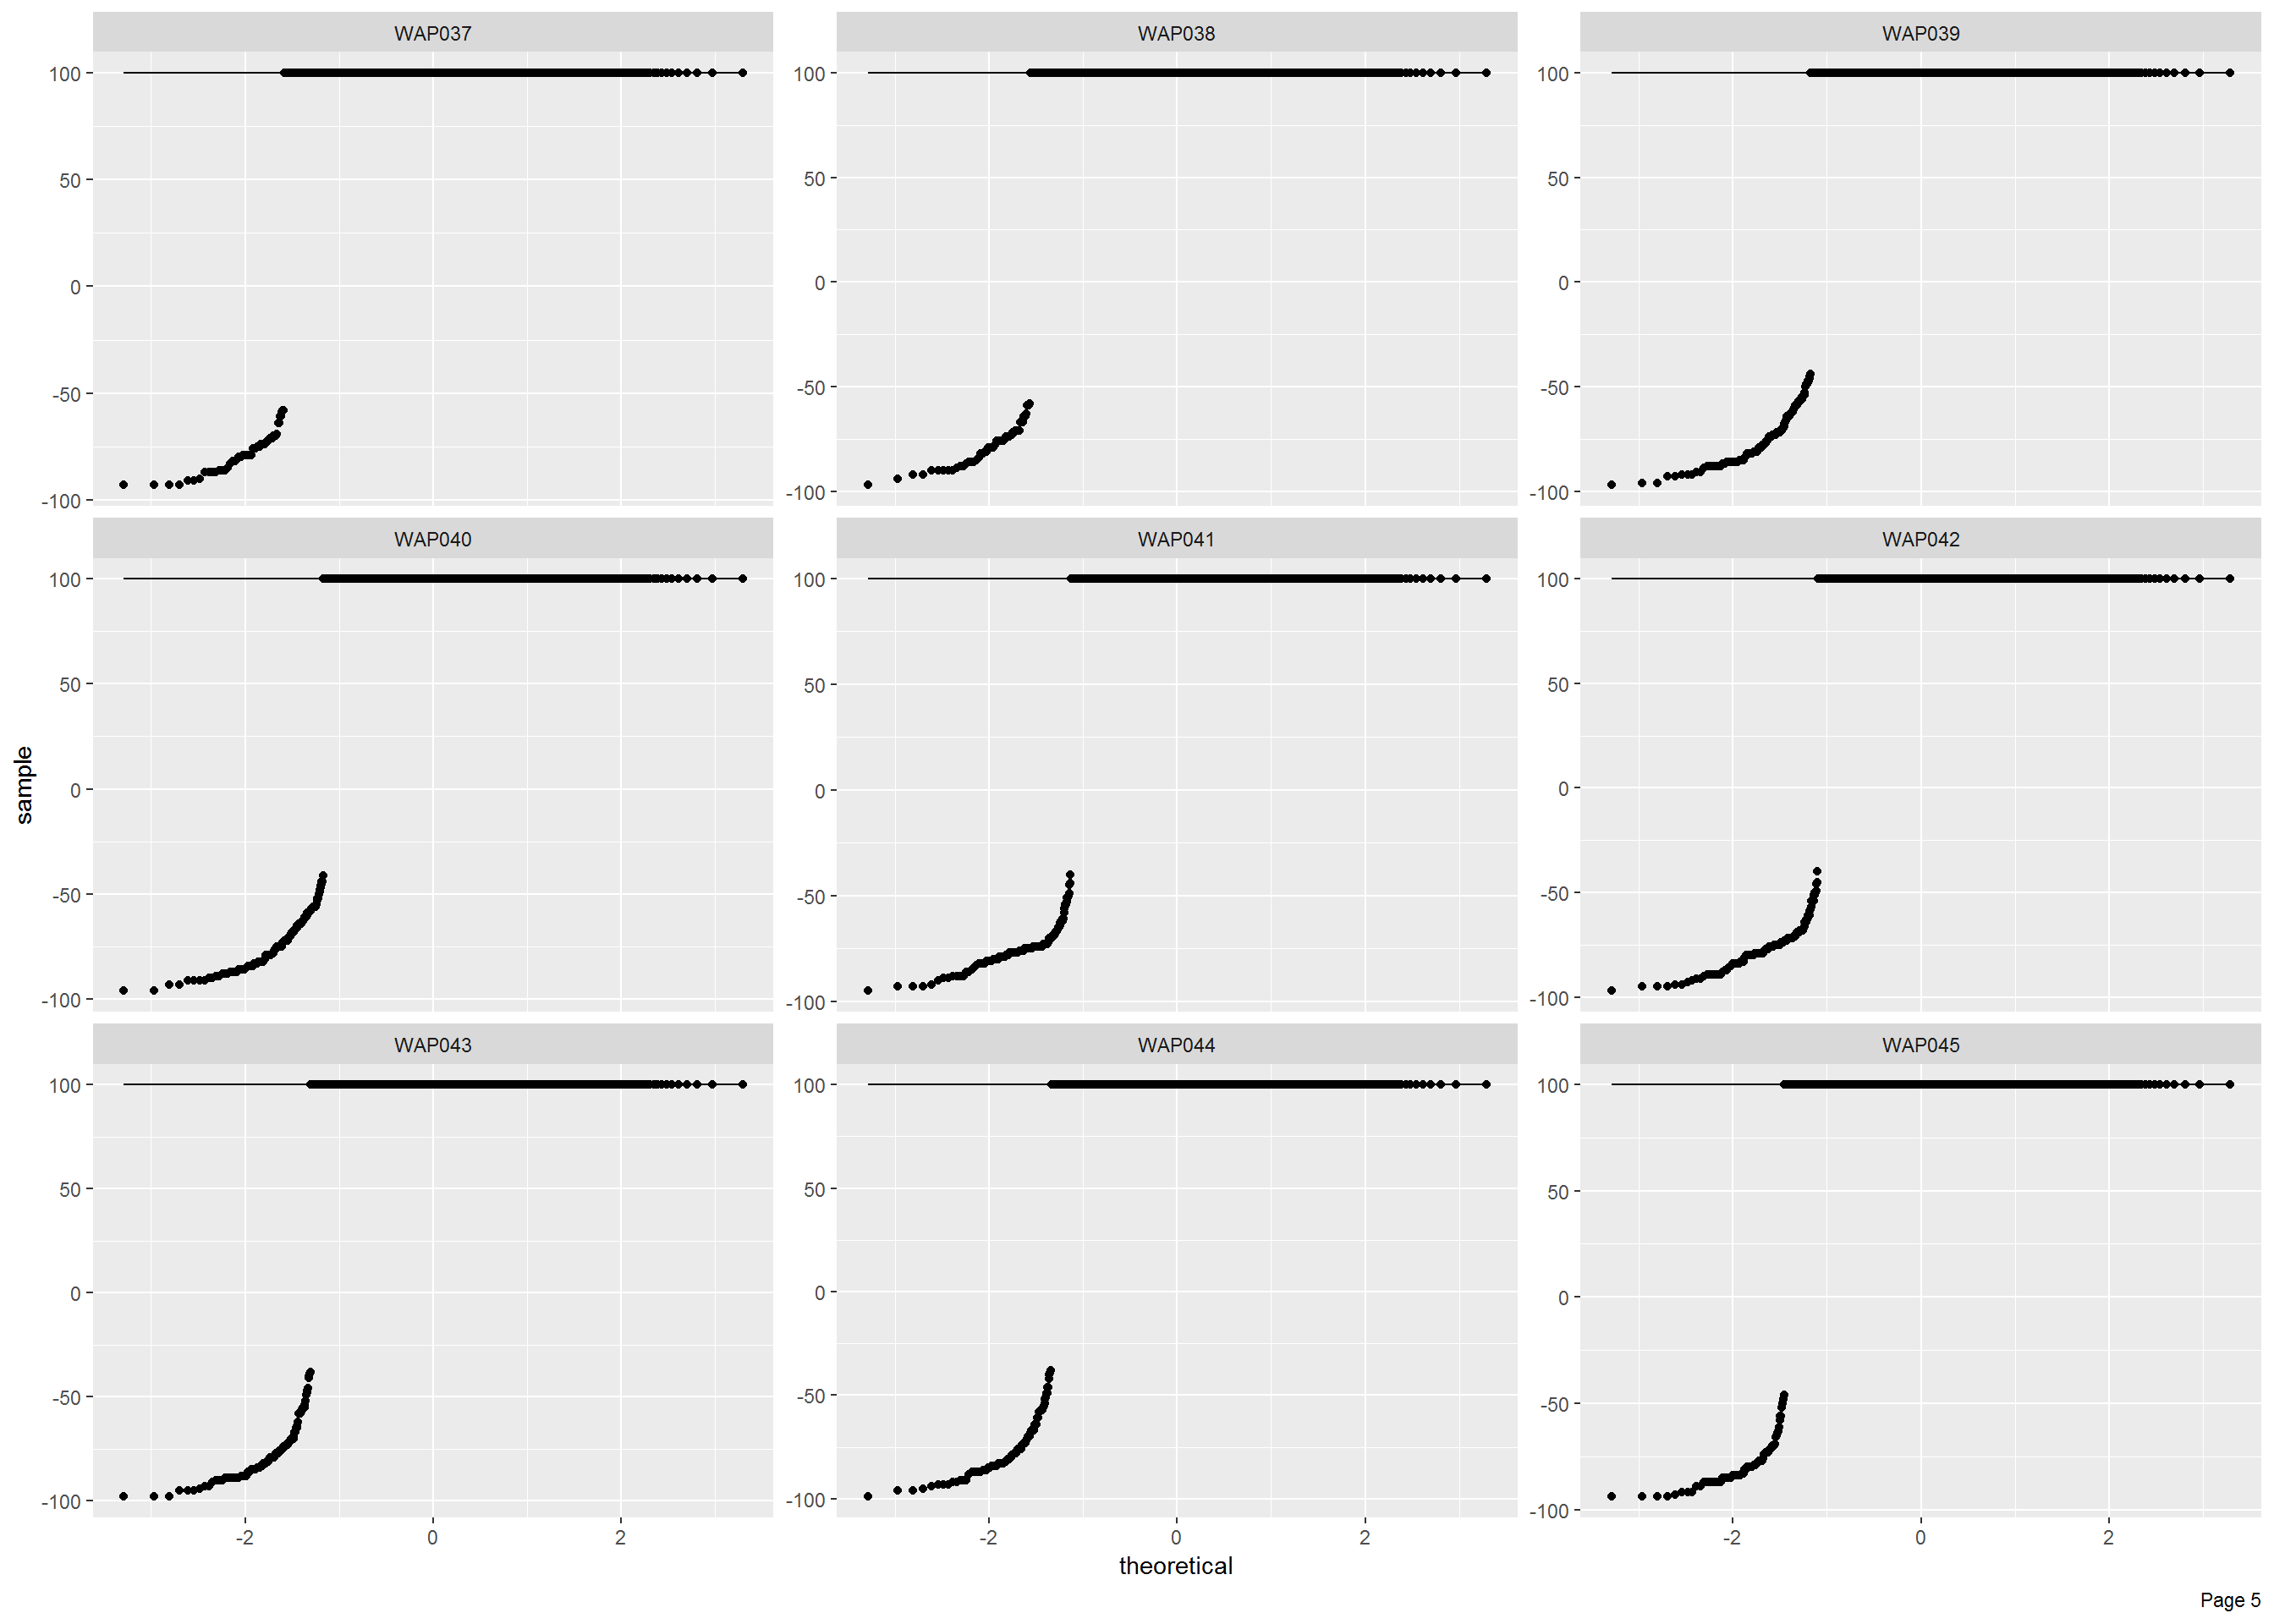 WAP037 WAP038 WAP039
100 100 100
50 50 50
0 0 0
-50 -50 -50
-100 -100 -100
WAP040 WAP041 WAP042
100 100 100
50 50 50
sample
0 0 0
-50 -50 -50
-100 -100 -100
WAP043 WAP044 WAP045
100 100 100
50 50 50
0 0 0
-50 -50 -50
-100 -100 -100
-2 0 2 -2 0 2 -2 0 2
theoretical
Page 5